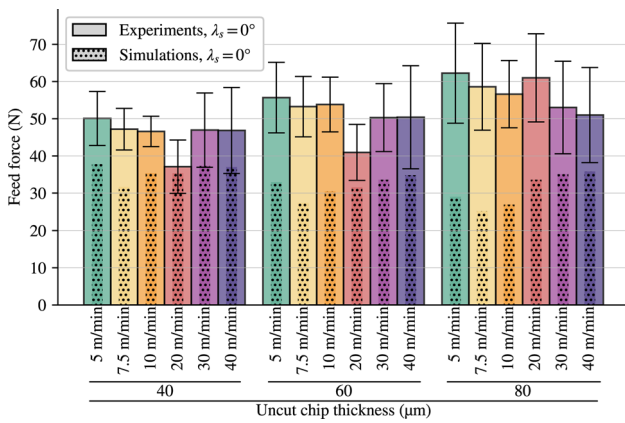 Experiments, λs = 0°
Simulations, λs = 0°
Feed force (N)
70
60
50
40
30
20
10
0
5 m/min
7.5 m/min
10 m/min
20 m/min
30 m/min
40 m/min
5 m/min
7.5 m/min
10 m/min
20 m/min
30 m/min
40 m/min
5 m/min
7.5 m/min
10 m/min
20 m/min
30 m/min
40 m/min
40 60 80
Uncut chip thickness (μm)